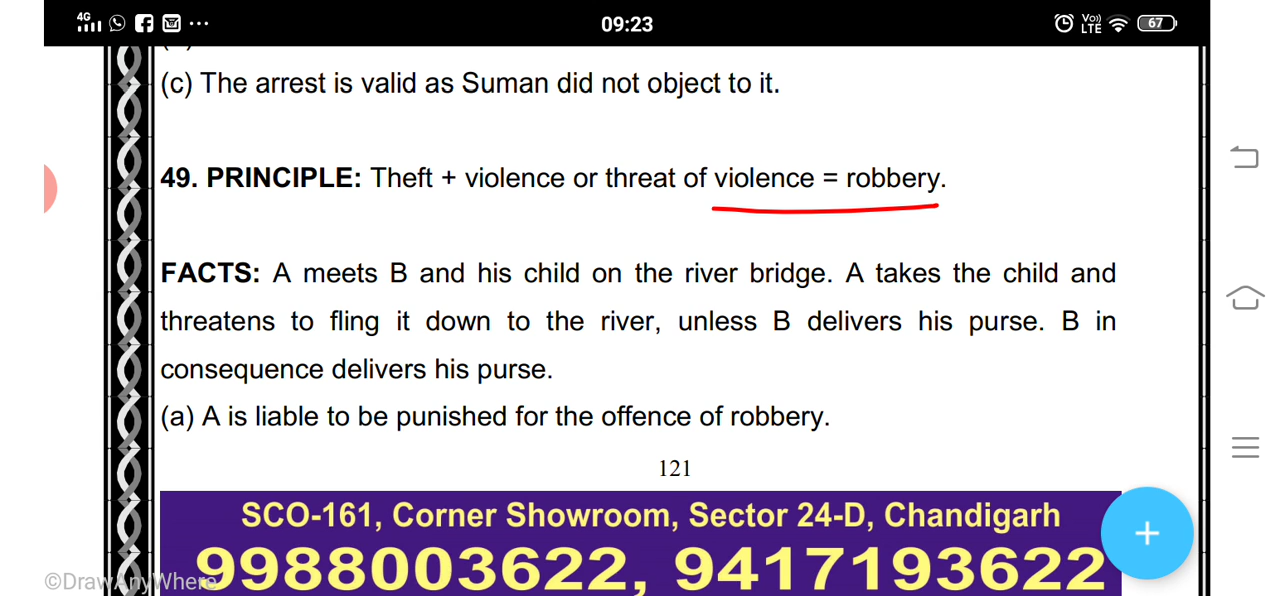 4G
09:23
Vo))
LTE
67
(c) The arrest is valid as Suman did not object to it.
49. PRINCIPLE: Theft + violence or threat of violence = robbery.
FACTS: A meets B and his child on the river bridge. A takes the child and
threatens to fling it down to the river, unless B delivers his purse. B in
consequence delivers his purse.
(a) A is liable to be punished for the offence of robbery.
121
SCO-161, Corner Showroom, Sector 24-D, Chandigarh
9988003622, 9417193622
©DrawAnyWhere